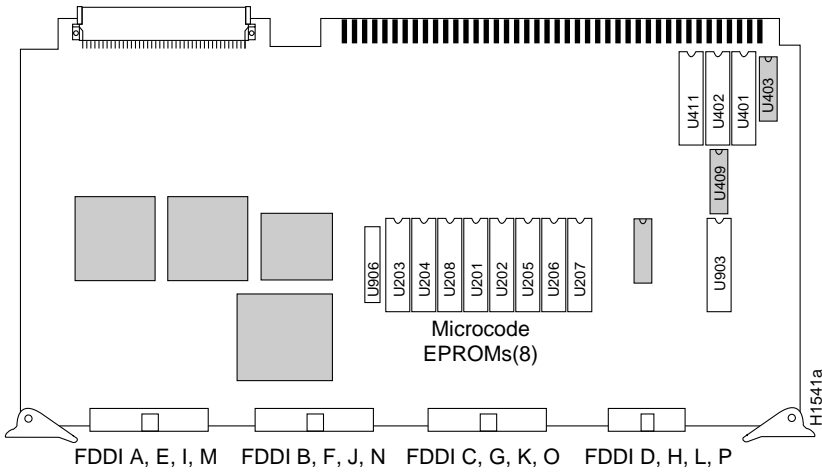 U411
U402
U401
U403
U409
U906
U203
U204
U208
U201
U202
U205
U206
U207
U903
Microcode
EPROMs(8)
H1541a
FDDI A, E, I, M
FDDI B, F, J, N
FDDI C, G, K, O
FDDI D, H, L, P